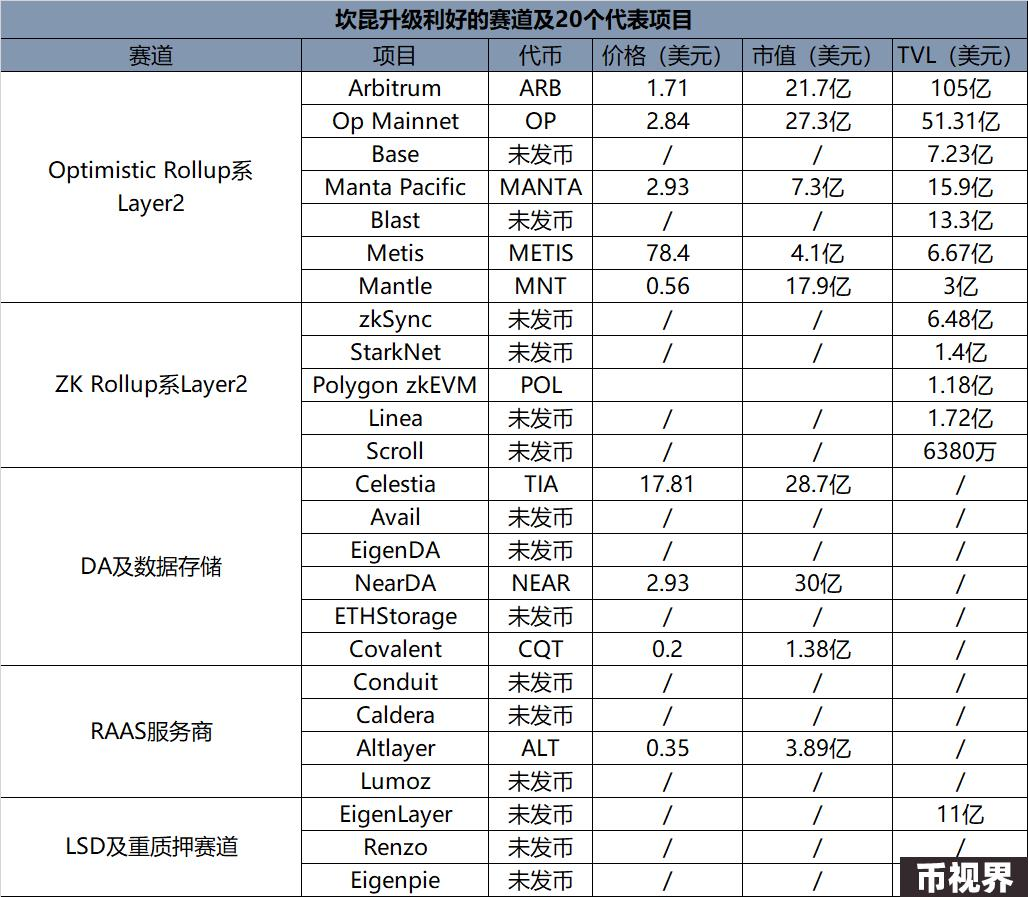 坎昆升级利好的赛道及20个代表项目
赛道 项目 代币 价格（美元） 市值（美元） TVL（美元）
Optimistic Rollup系
Layer2
Arbitrum ARB 1.71 21.7亿 105亿
Op Mainnet OP 2.84 27.3亿 51.31亿
Base 未发币 / / 7.23亿
Manta Pacific MANTA 2.93 7.3亿 15.9亿
Blast 未发币 / / 13.3亿
Metis METIS 78.4 4.1亿 6.67亿
Mantle MNT 0.56 17.9亿 3亿
ZK Rollup系Layer2
zkSync 未发币 / / 6.48亿
StarkNet 未发币 / / 1.4亿
Polygon zkEVM POL 1.18亿
Linea 未发币 / / 1.72亿
Scroll 未发币 / / 6380万
DA及数据存储
Celestia TIA 17.81 28.7亿 /
Avail 未发币 / / /
EigenDA 未发币 / / /
NearDA NEAR 2.93 30亿 /
ETHStorage 未发币 / / /
Covalent CQT 0.2 1.38亿 /
RAAS服务商
Conduit 未发币 / / /
Caldera 未发币 / / /
Altlayer ALT 0.35 3.89亿 /
Lumoz 未发币 / / /
LSD及重质押赛道
EigenLayer 未发币 / / 11亿
Renzo 未发币 / / /
Eigenpie 未发币 / /
币视界